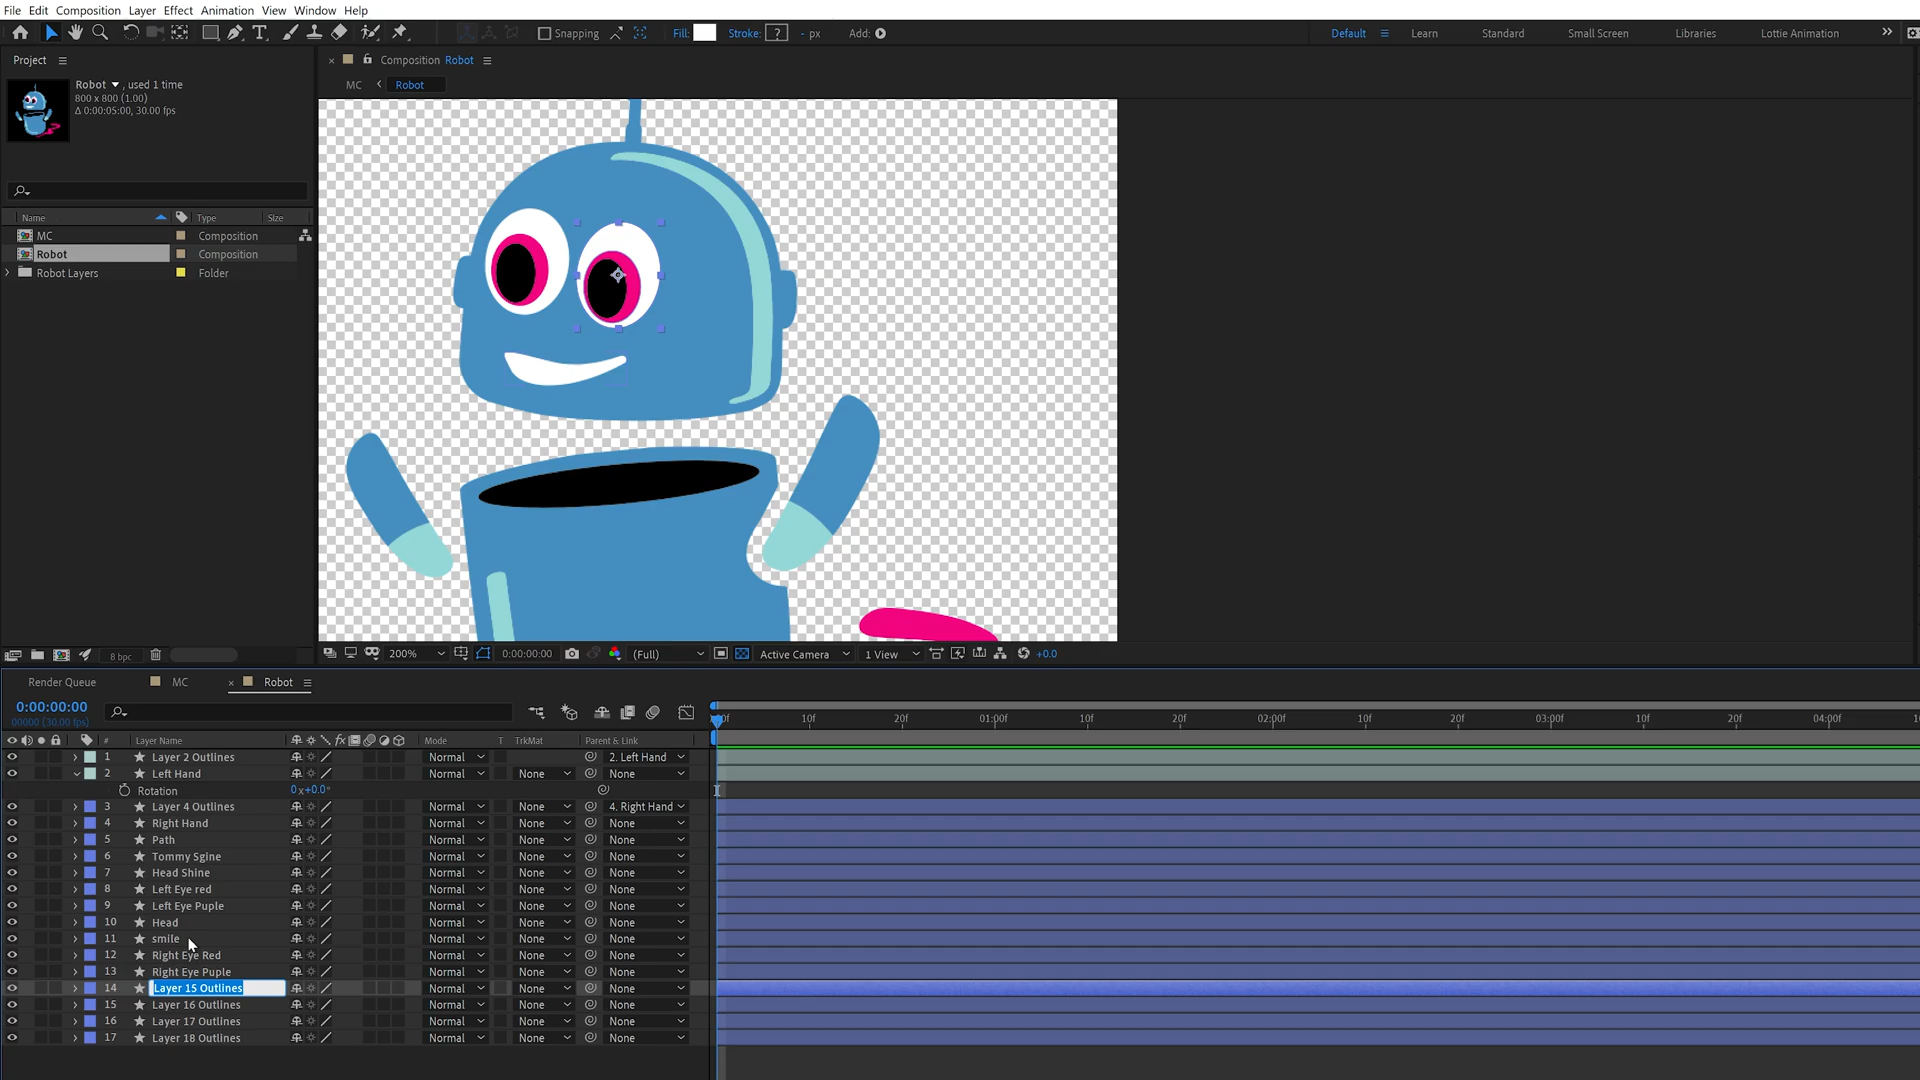 File Edit Composition Layer Effect Animation View Window Help
Snapping Fill: Stroke: ? - px Add: Default Learn Standard Small Screen Libraries Lottie Animation
Project
Robot , used 1 time
800 x 800 (1.00)
Δ 0:00:05:00, 30.00 fps
Composition Robot
MC Robot
Name Type Size
MC Composition
Robot Composition
Robot Layers Folder
8 bpc
200% 0:00:00:00 (Full) Active Camera 1 View +0.0
Render Queue MC Robot
0:00:00:00
00000 (30.00 fps)
10f 20f 01:00f 10f 20f 02:00f 10f 20f 03:00f 10f 20f 04:00f
# Layer Name Mode T TrkMat Parent & Link
1 Layer 2 Outlines Normal 2. Left Hand
2 Left Hand Normal None None
Rotation 0x+0.0°
3 Layer 4 Outlines Normal None 4. Right Hand
4 Right Hand Normal None None
5 Path Normal None None
6 Tommy Sgine Normal None None
7 Head Shine Normal None None
8 Left Eye red Normal None None
9 Left Eye Puple Normal None None
10 Head Normal None None
11 smile Normal None None
12 Right Eye Red Normal None None
13 Right Eye Puple Normal None None
14 Layer 15 Outlines Normal None None
15 Layer 16 Outlines Normal None None
16 Layer 17 Outlines Normal None None
17 Layer 18 Outlines Normal None None